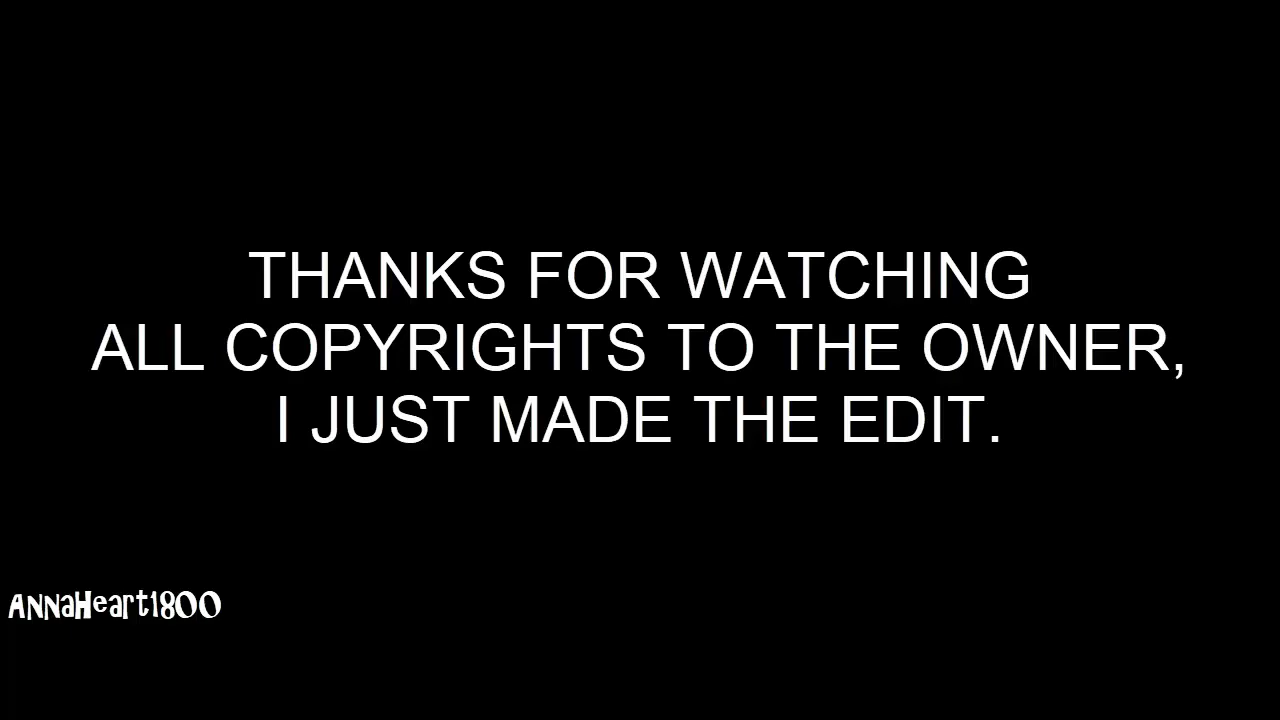 THANKS FOR WATCHING
ALL COPYRIGHTS TO THE OWNER,
I JUST MADE THE EDIT.
AnnaHeart1800